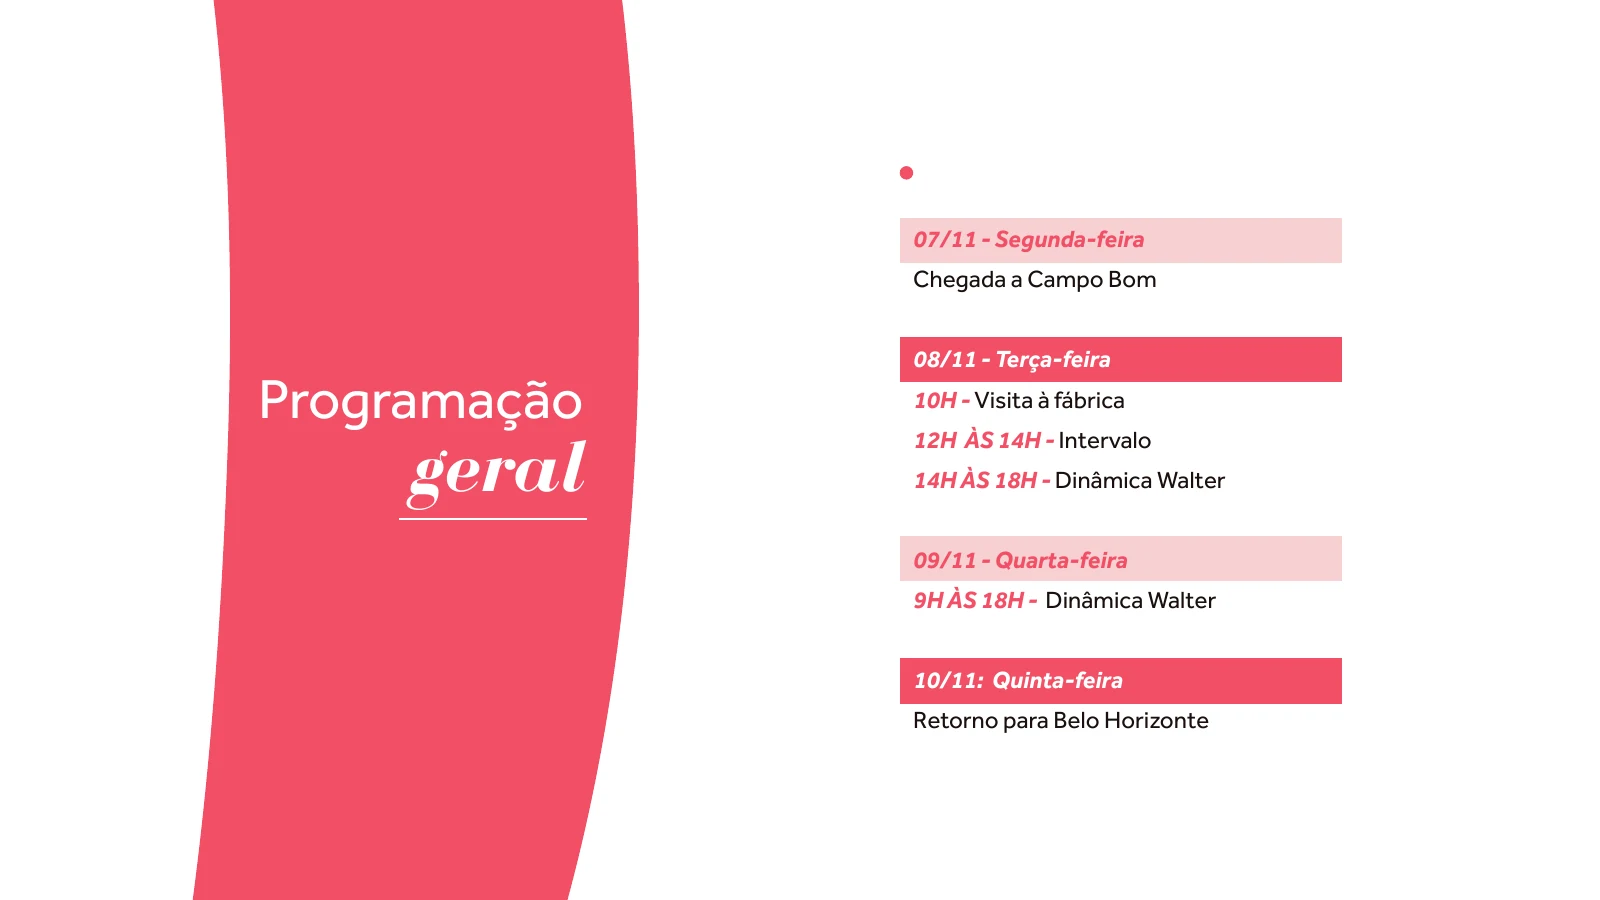 Programação
geral
07/11 - Segunda-feira
Chegada a Campo Bom
08/11 - Terça-feira
10H - Visita à fábrica
12H ÀS 14H - Intervalo
14H ÀS 18H - Dinâmica Walter
09/11 - Quarta-feira
9H ÀS 18H - Dinâmica Walter
10/11: Quinta-feira
Retorno para Belo Horizonte